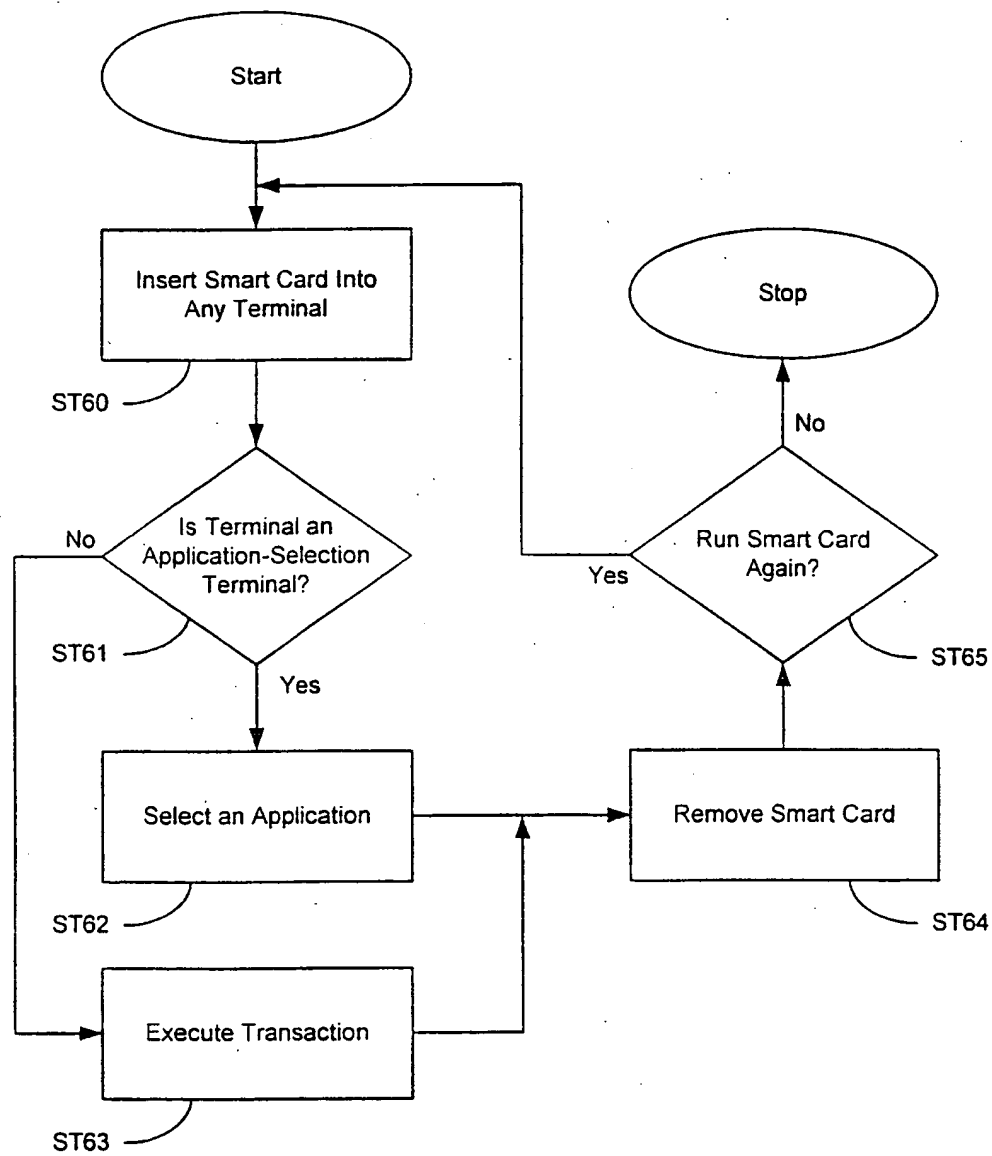 Start
Insert Smart Card Into
Any Terminal
ST60
Is Terminal an
Application-Selection
Terminal?
No
ST61
Yes
Select an Application
ST62
Execute Transaction
ST63
Stop
No
Run Smart Card
Again?
Yes
ST65
Remove Smart Card
ST64